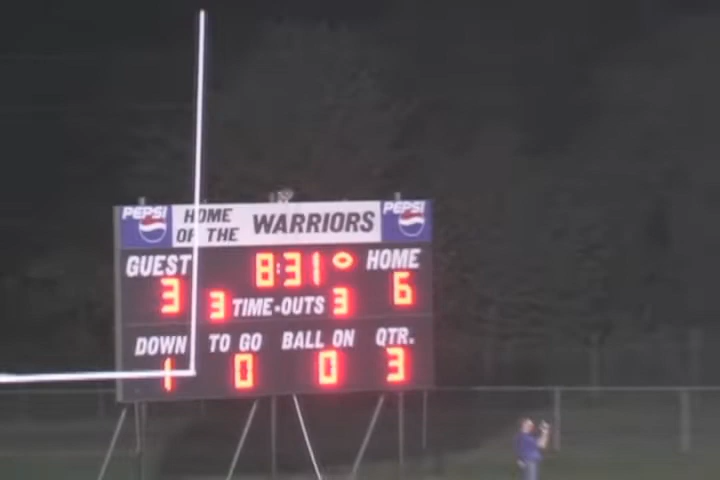 PEPSI HOME OF THE WARRIORS PEPSI
GUEST 8:31 HOME
3 3 TIME-OUTS 3 6
DOWN TO GO BALL ON QTR.
1 0 0 3